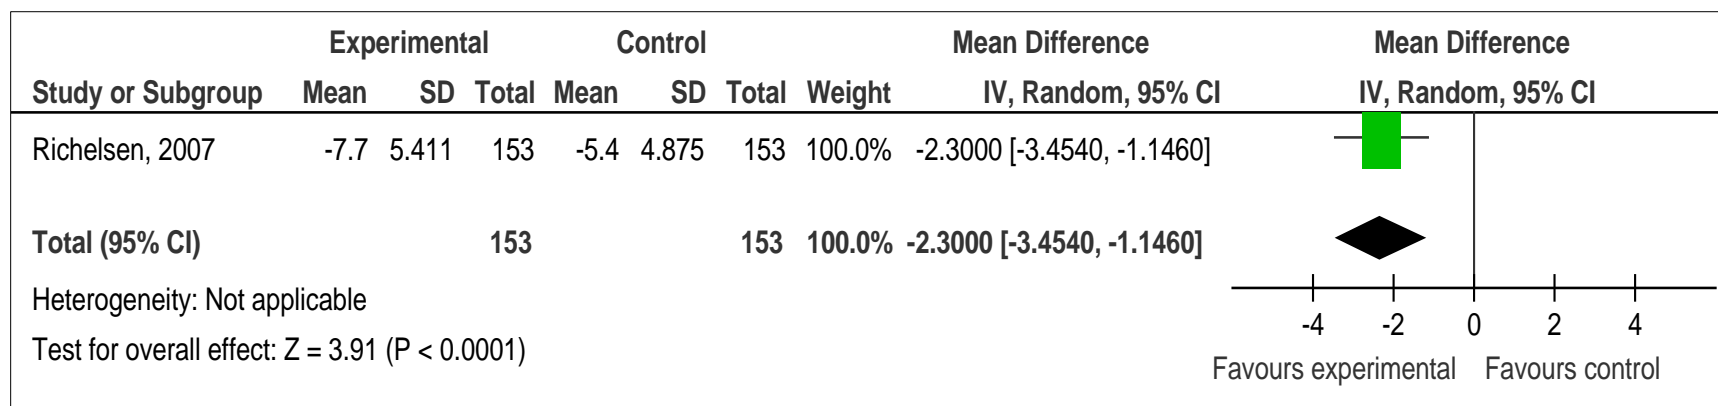 Experimental Control Mean Difference Mean Difference
Study or Subgroup Mean SD Total Mean SD Total Weight IV, Random, 95% CI IV, Random, 95% CI
Richelsen, 2007 -7.7 5.411 153 -5.4 4.875 153 100.0% -2.3000 [-3.4540, -1.1460]
Total (95% CI) 153 153 100.0% -2.3000 [-3.4540, -1.1460]
Heterogeneity: Not applicable
Test for overall effect: Z = 3.91 (P < 0.0001)
-4 -2 0 2 4
Favours experimental Favours control